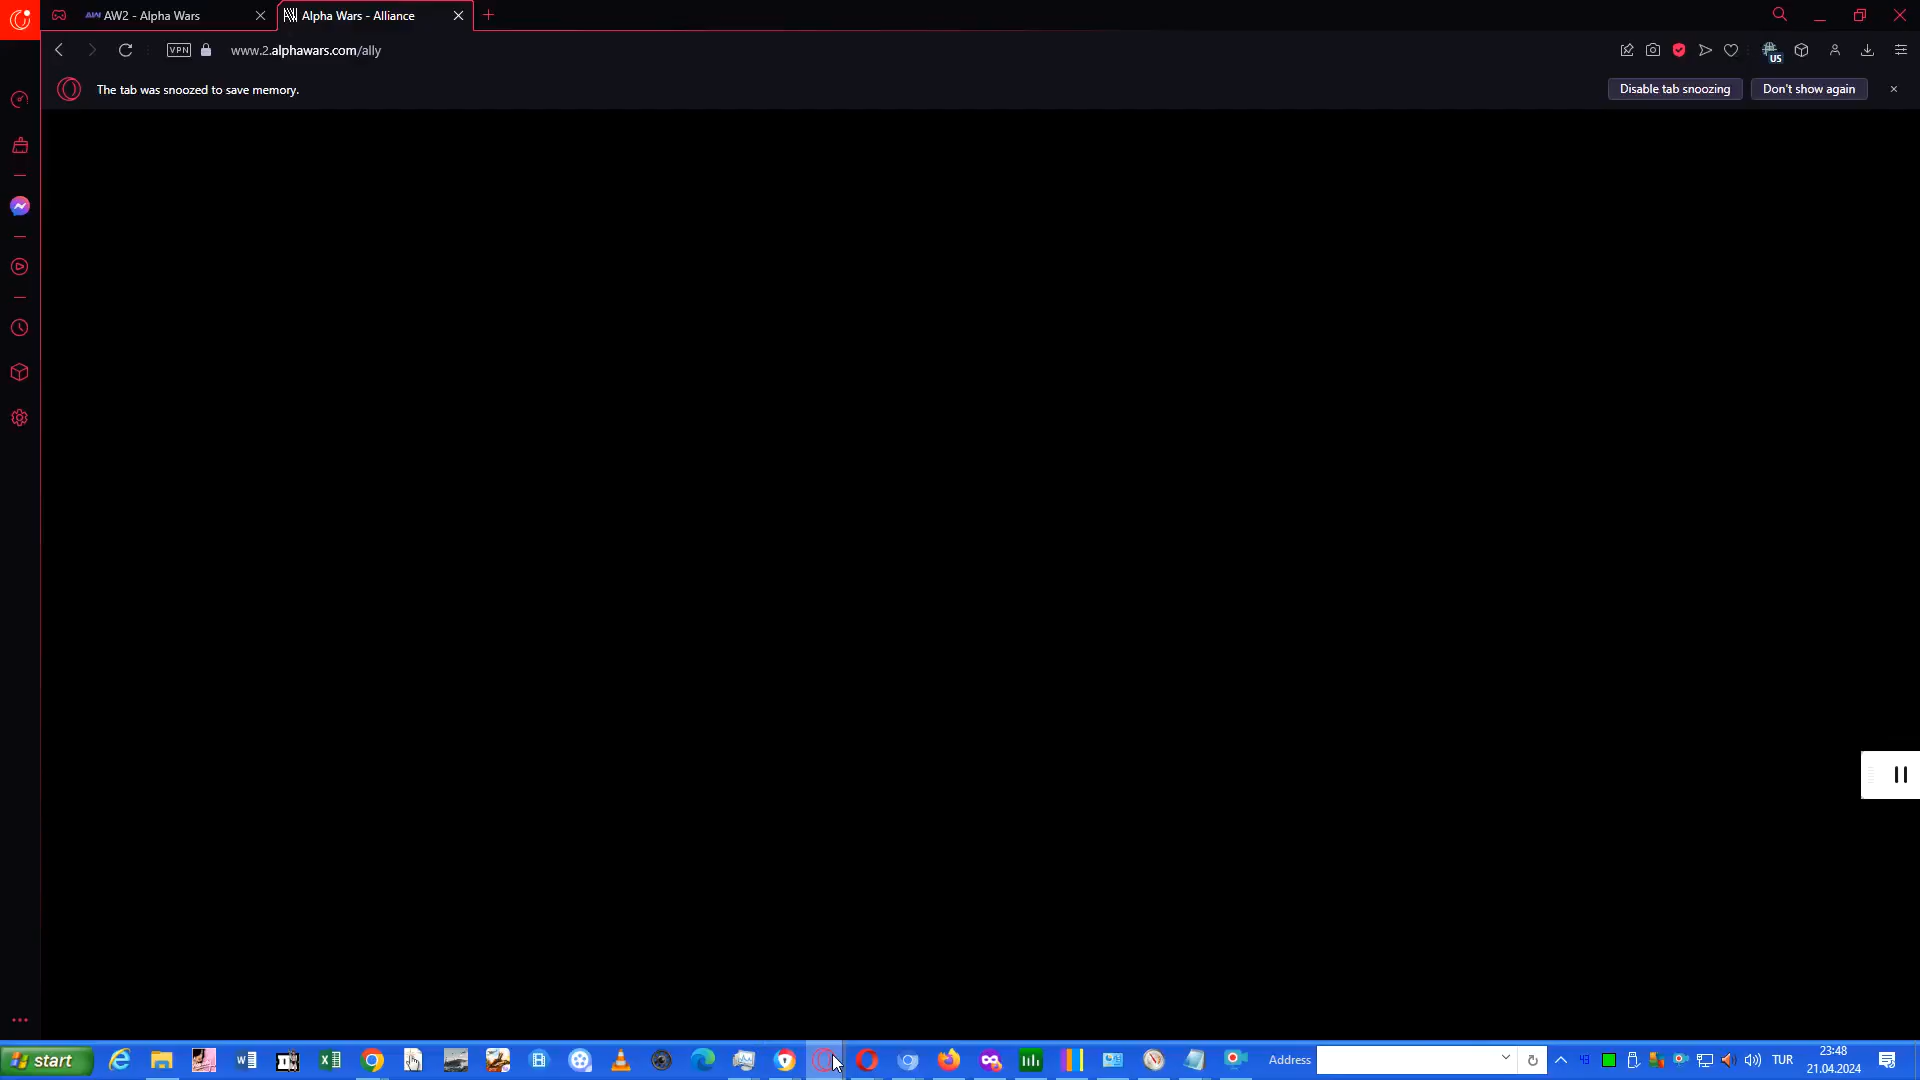 AW2 - Alpha Wars
Alpha Wars - Alliance
VPN
www.2.alphawars.com/ally
US
The tab was snoozed to save memory.
Disable tab snoozing
Don't show again
start
Address
TUR
23:48
21.04.2024